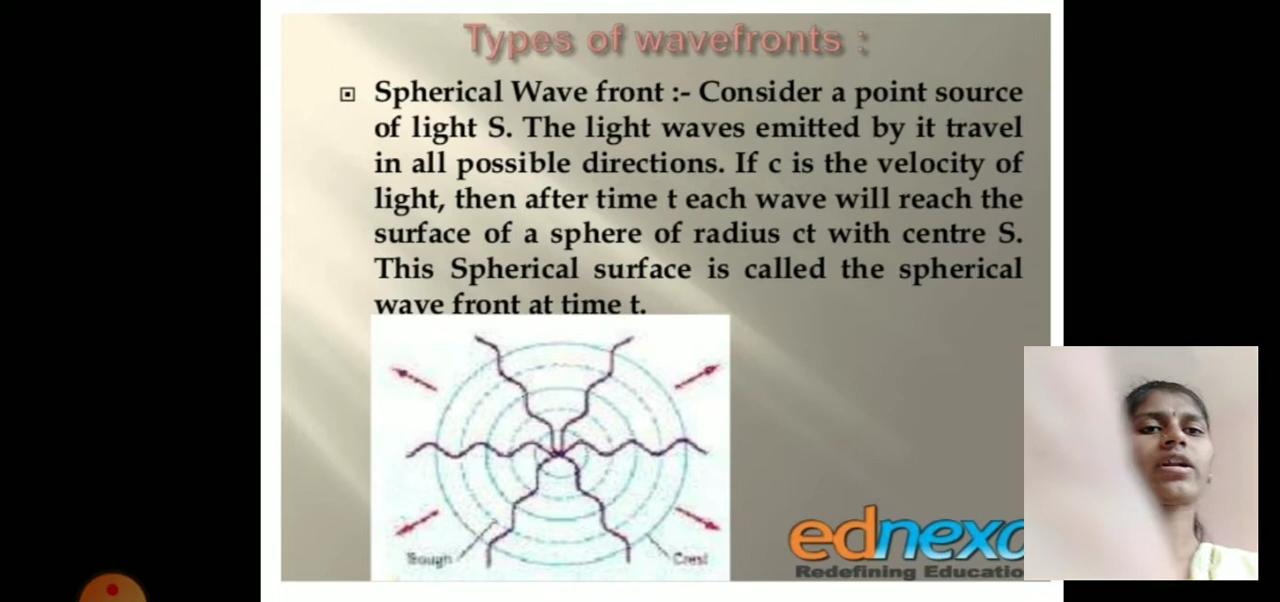 Types of wavefronts :
Spherical Wave front :- Consider a point source
of light S. The light waves emitted by it travel
in all possible directions. If c is the velocity of
light, then after time t each wave will reach the
surface of a sphere of radius ct with centre S.
This Spherical surface is called the spherical
wave front at time t.
Trough
Crest
ednexa
Redefining Educatio